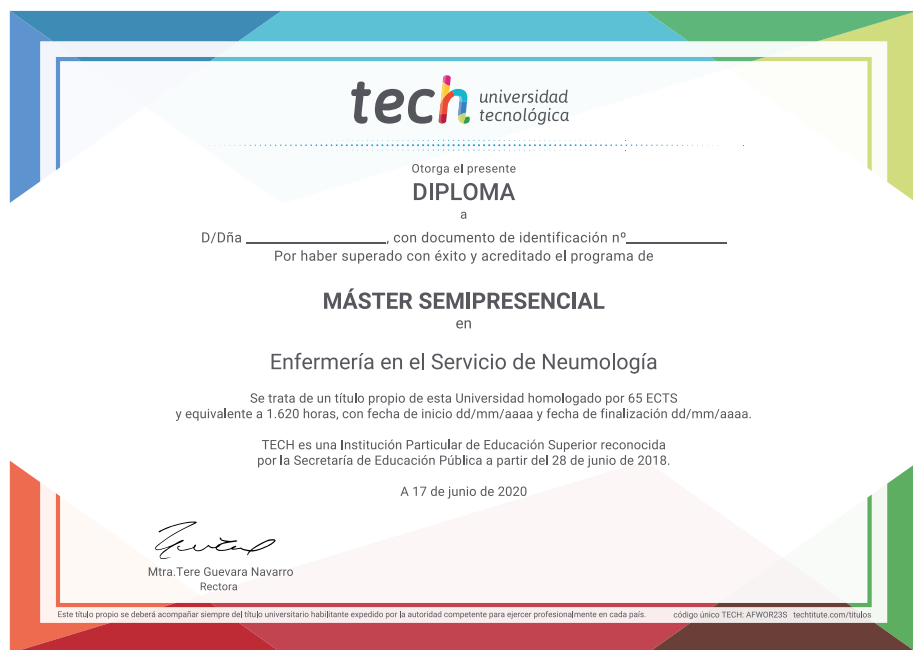 tech universidad
tecnológica
Otorga el presente
DIPLOMA
a
D/Dña ________________, con documento de identificación nº____________
Por haber superado con éxito y acreditado el programa de
MÁSTER SEMIPRESENCIAL
en
Enfermería en el Servicio de Neumología
Se trata de un título propio de esta Universidad homologado por 65 ECTS
y equivalente a 1.620 horas, con fecha de inicio dd/mm/aaaa y fecha de finalización dd/mm/aaaa.
TECH es una Institución Particular de Educación Superior reconocida
por la Secretaría de Educación Pública a partir del 28 de junio de 2018.
A 17 de junio de 2020
Mtra.Tere Guevara Navarro
Rectora
Este título propio se deberá acompañar siempre del título universitario habilitante expedido por la autoridad competente para ejercer profesionalmente en cada país. código único TECH: AFWOR23S techtitute.com/titulos